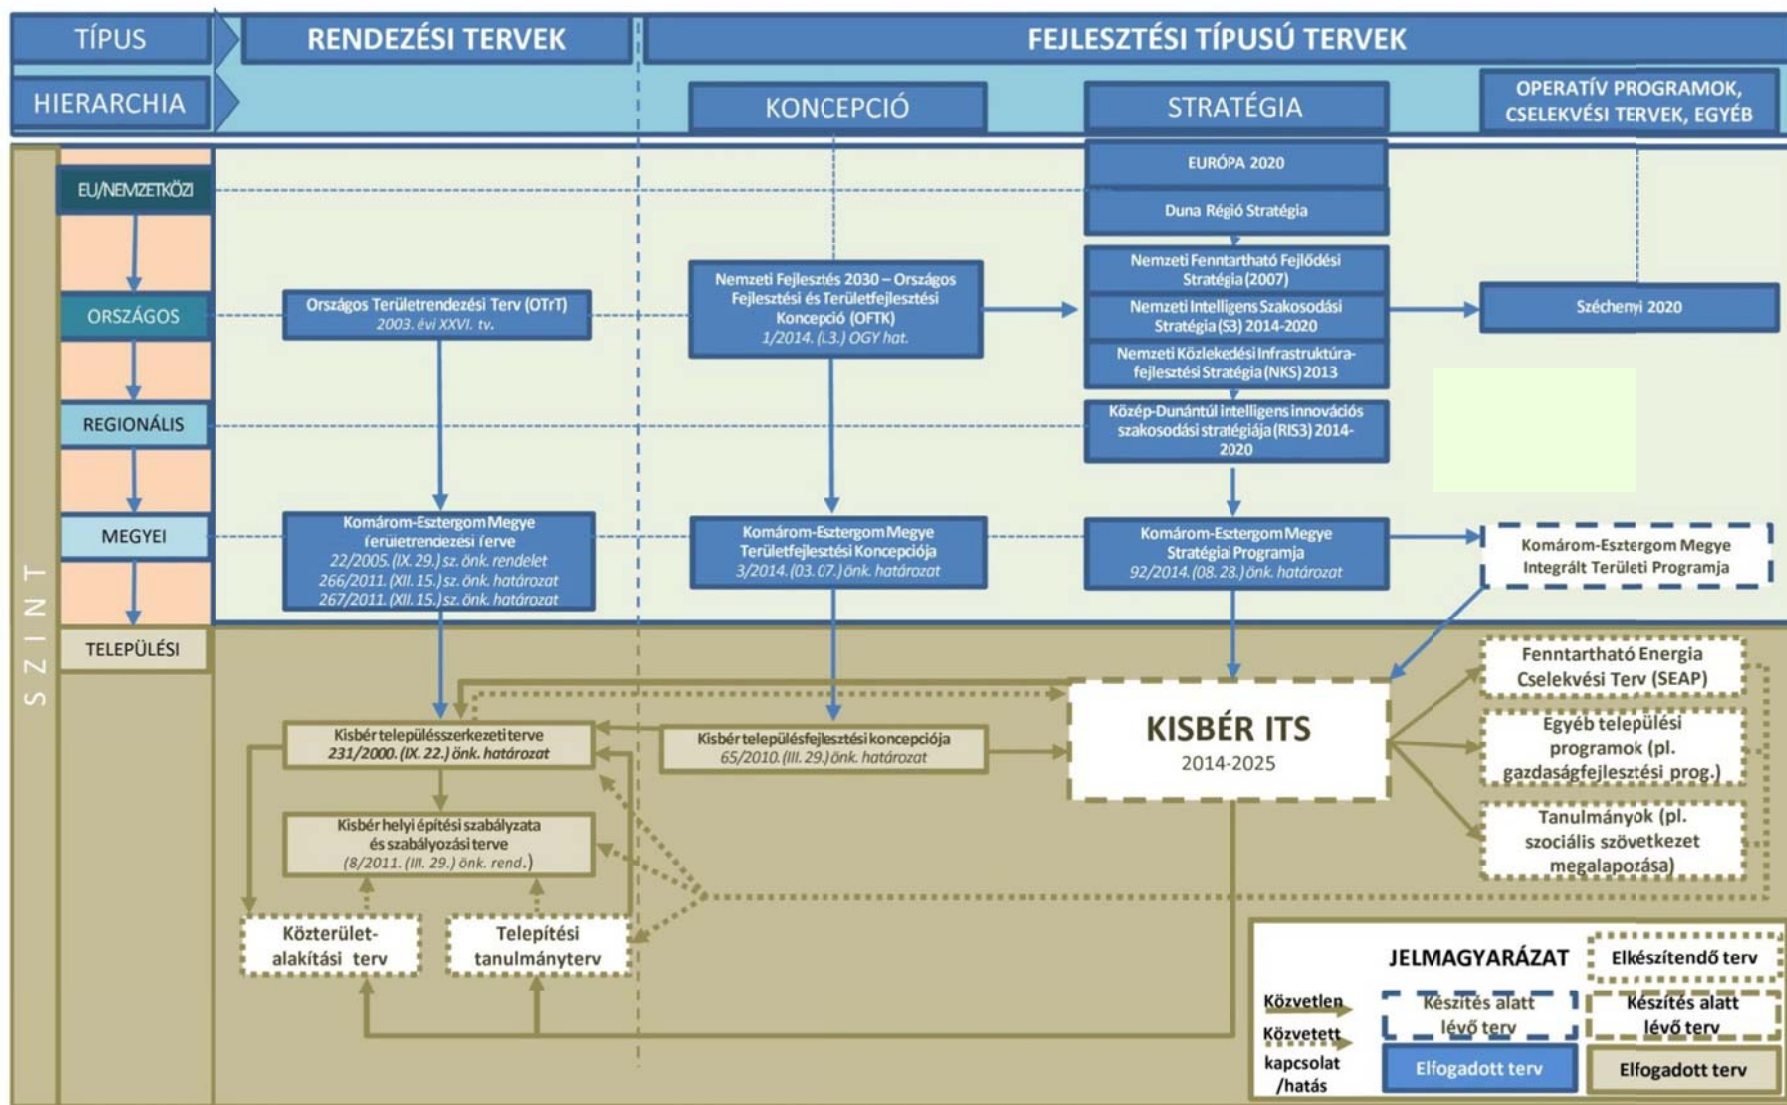 TÍPUS
RENDEZÉSI TERVEK
FEJLESZTÉSI TÍPUSÚ TERVEK
HIERARCHIA
KONCEPCIÓ
STRATÉGIA
OPERATÍV PROGRAMOK,
CSELEKVÉSI TERVEK, EGYÉB
SZINT
EU/NEMZETKÖZI
EURÓPA 2020
Duna Régió Stratégia
ORSZÁGOS
Országos Területrendezési Terv (OTrT)
2003. évi XXVI. tv.
Nemzeti Fejlesztés 2030 – Országos
Fejlesztési és Területfejlesztési
Koncepció (OFTK)
1/2014. (I.3.) OGY hat.
Nemzeti Fenntartható Fejlődési
Stratégia (2007)
Nemzeti Intelligens Szakosodási
Stratégia (S3) 2014-2020
Nemzeti Közlekedési Infrastruktúra-
fejlesztési Stratégia (NKS) 2013
Széchenyi 2020
REGIONÁLIS
Közép-Dunántúl intelligens innovációs
szakosodási stratégiája (RIS3) 2014-
2020
MEGYEI
Komárom-Esztergom Megye
Területrendezési Terve
22/2005. (IX. 29.) sz. önk. rendelet
266/2011. (XII. 15.) sz. önk. határozat
267/2011. (XII. 15.) sz. önk. határozat
Komárom-Esztergom Megye
Területfejlesztési Koncepciója
3/2014. (03. 07.) önk. határozat
Komárom-Esztergom Megye
Stratégiai Programja
92/2014. (08. 28.) önk. határozat
Komárom-Esztergom Megye
Integrált Területi Programja
TELEPÜLÉSI
Kisbér településszerkezeti terve
231/2000. (IX. 22.) önk. határozat
Kisbér településfejlesztési koncepciója
65/2010. (III. 29.) önk. határozat
KISBÉR ITS
2014-2025
Fenntartható Energia
Cselekvési Terv (SEAP)
Egyéb települési
programok (pl.
gazdaságfejlesztési prog.)
Tanulmányok (pl.
szociális szövetkezet
megalapozása)
Kisbér helyi építési szabályzata
és szabályozási terve
(8/2011. (III. 29.) önk. rend.)
Közterület-
alakítási terv
Telepítési
tanulmányterv
JELMAGYARÁZAT
Elkészítendő terv
Közvetlen
Közvetett
kapcsolat
/hatás
Készítés alatt
lévő terv
Készítés alatt
lévő terv
Elfogadott terv
Elfogadott terv